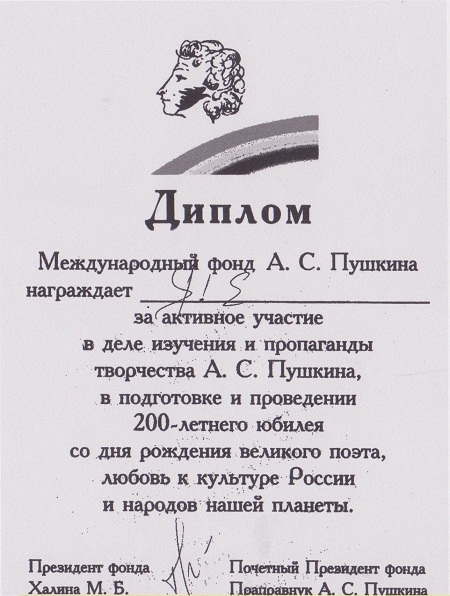 Диплом
Международный фонд А. С. Пушкина
награждает
за активное участие
в деле изучения и пропаганды
творчества А. С. Пушкина,
в подготовке и проведении
200-летнего юбилея
со дня рождения великого поэта,
любовь к культуре России
и народов нашей планеты.
Президент фонда Почетный Президент фонда
Халина М. Б. Праправнук А. С. Пушкина